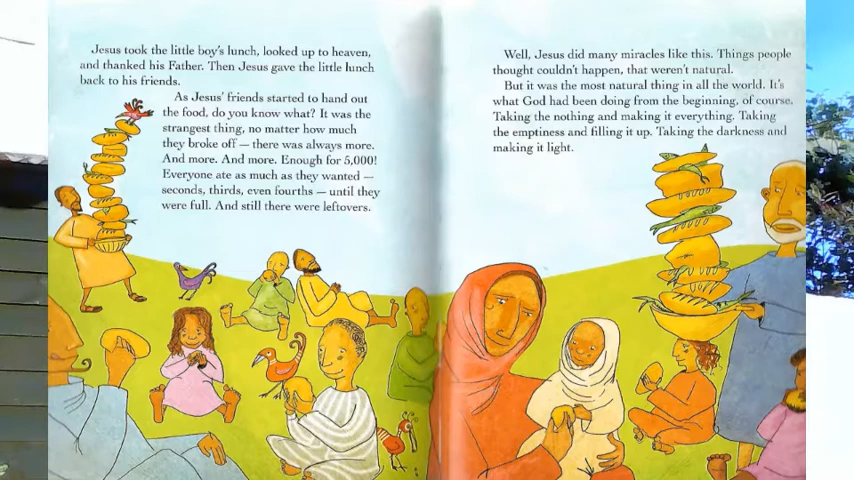 Jesus took the little boy's lunch, looked up to heaven,
and thanked his Father. Then Jesus gave the little lunch
back to his friends.
As Jesus' friends started to hand out
the food, do you know what? It was the
strangest thing, no matter how much
they broke off — there was always more.
And more. And more. Enough for 5,000!
Everyone ate as much as they wanted —
seconds, thirds, even fourths — until they
were full. And still there were leftovers.
Well, Jesus did many miracles like this. Things people
thought couldn't happen, that weren't natural.
But it was the most natural thing in all the world. It's
what God had been doing from the beginning, of course.
Taking the nothing and making it everything. Taking
the emptiness and filling it up. Taking the darkness and
making it light.